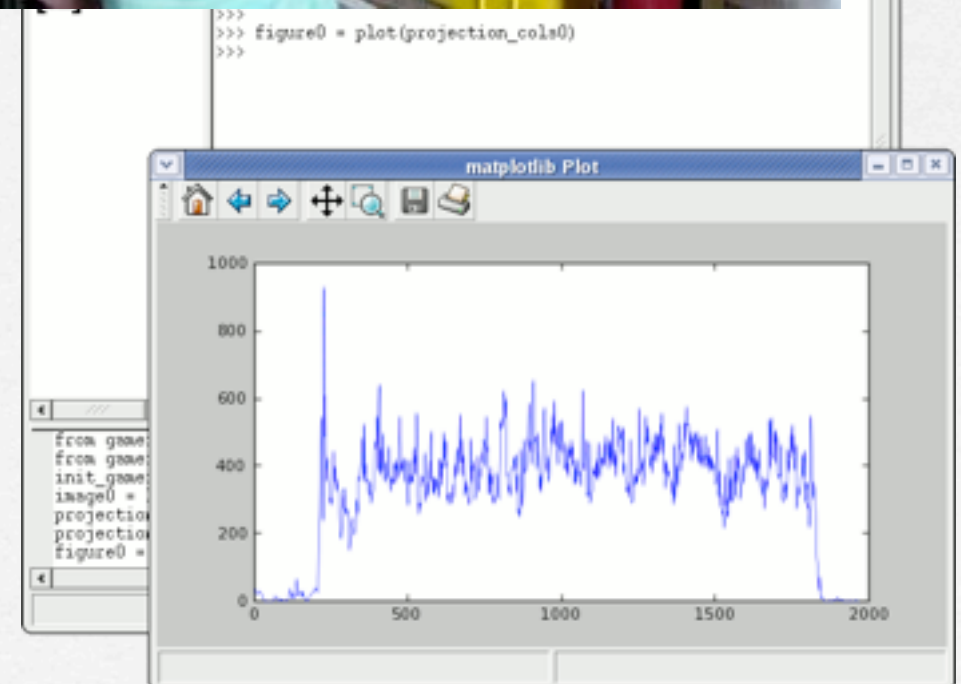 >>>
>>> figure0 = plot(projection_cols0)
>>>
matplotlib Plot
1000
800
600
400
200
0
0 500 1000 1500 2000
from game
from game
init_game
image0 =
projection
projection
figure0 =